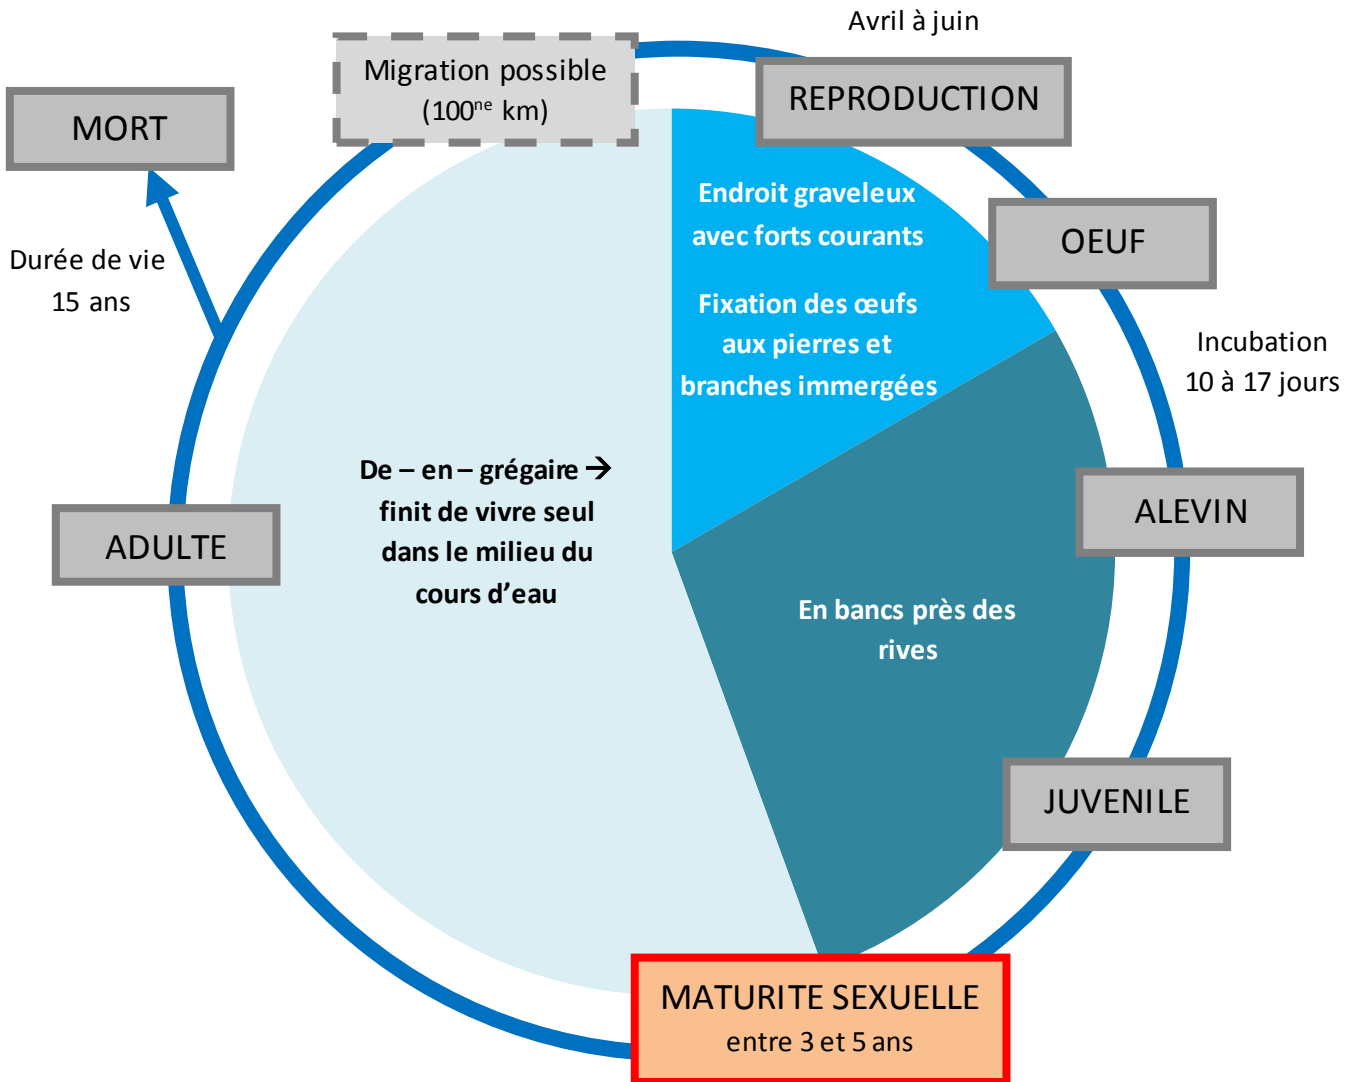 Avril à juin
Migration possible
(100ne km)
REPRODUCTION
MORT
Endroit graveleux
avec forts courants
OEUF
Durée de vie
15 ans
Fixation des œufs
aux pierres et
branches immergées
Incubation
10 à 17 jours
De – en – grégaire →
finit de vivre seul
dans le milieu du
cours d’eau
ALEVIN
ADULTE
En bancs près des
rives
JUVENILE
MATURITE SEXUELLE
entre 3 et 5 ans